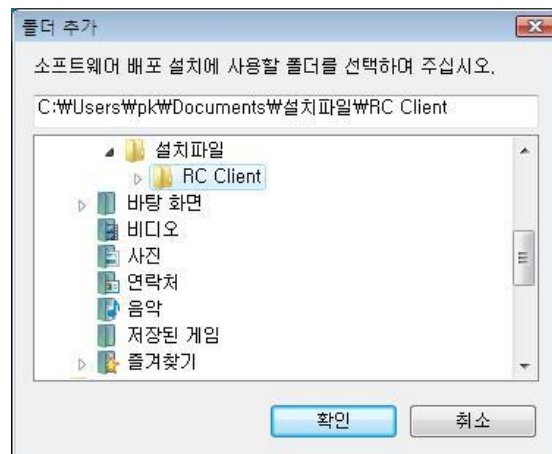 폴더 추가
소프트웨어 배포 설치에 사용할 폴더를 선택하여 주십시오.
C:₩Users₩pk₩Documents₩설치파일₩RC Client
설치파일
RC Client
바탕 화면
비디오
사진
연락처
음악
저장된 게임
즐겨찾기
확인
취소